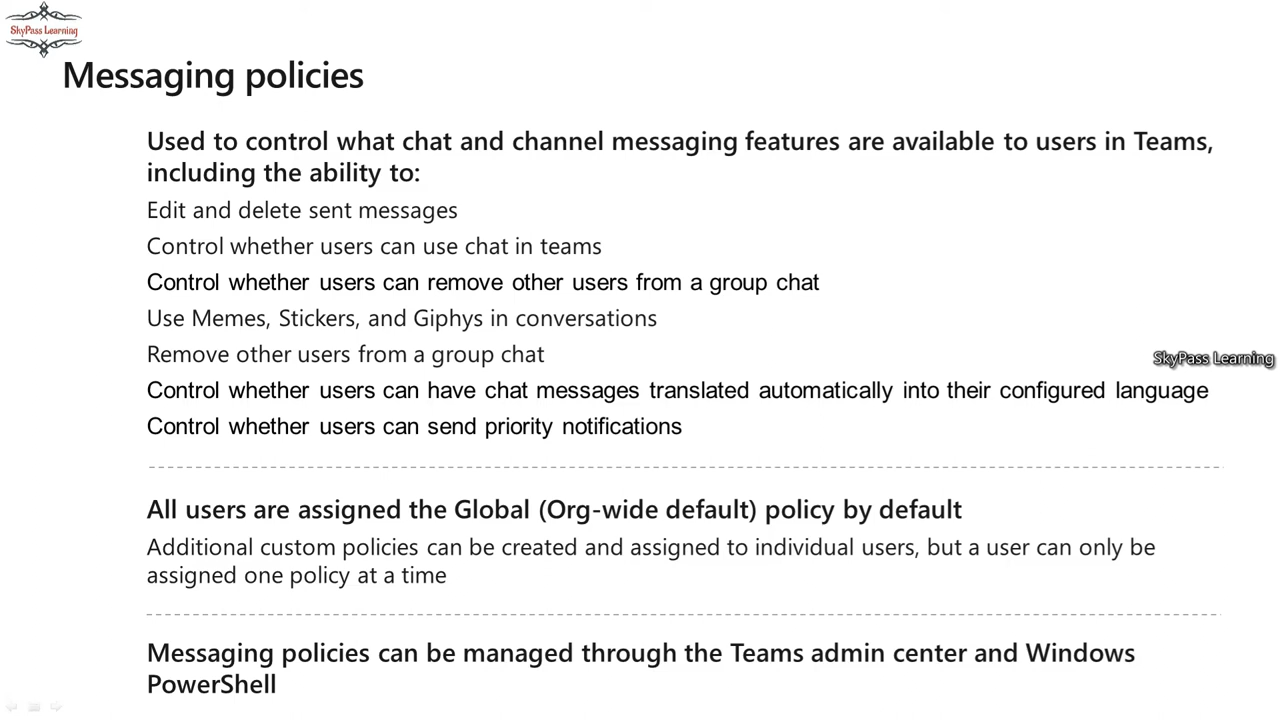 SkyPass Learning
Messaging policies
Used to control what chat and channel messaging features are available to users in Teams,
including the ability to:
Edit and delete sent messages
Control whether users can use chat in teams
Control whether users can remove other users from a group chat
Use Memes, Stickers, and Giphys in conversations
Remove other users from a group chat
SkyPass Learning
Control whether users can have chat messages translated automatically into their configured language
Control whether users can send priority notifications
All users are assigned the Global (Org-wide default) policy by default
Additional custom policies can be created and assigned to individual users, but a user can only be
assigned one policy at a time
Messaging policies can be managed through the Teams admin center and Windows
PowerShell